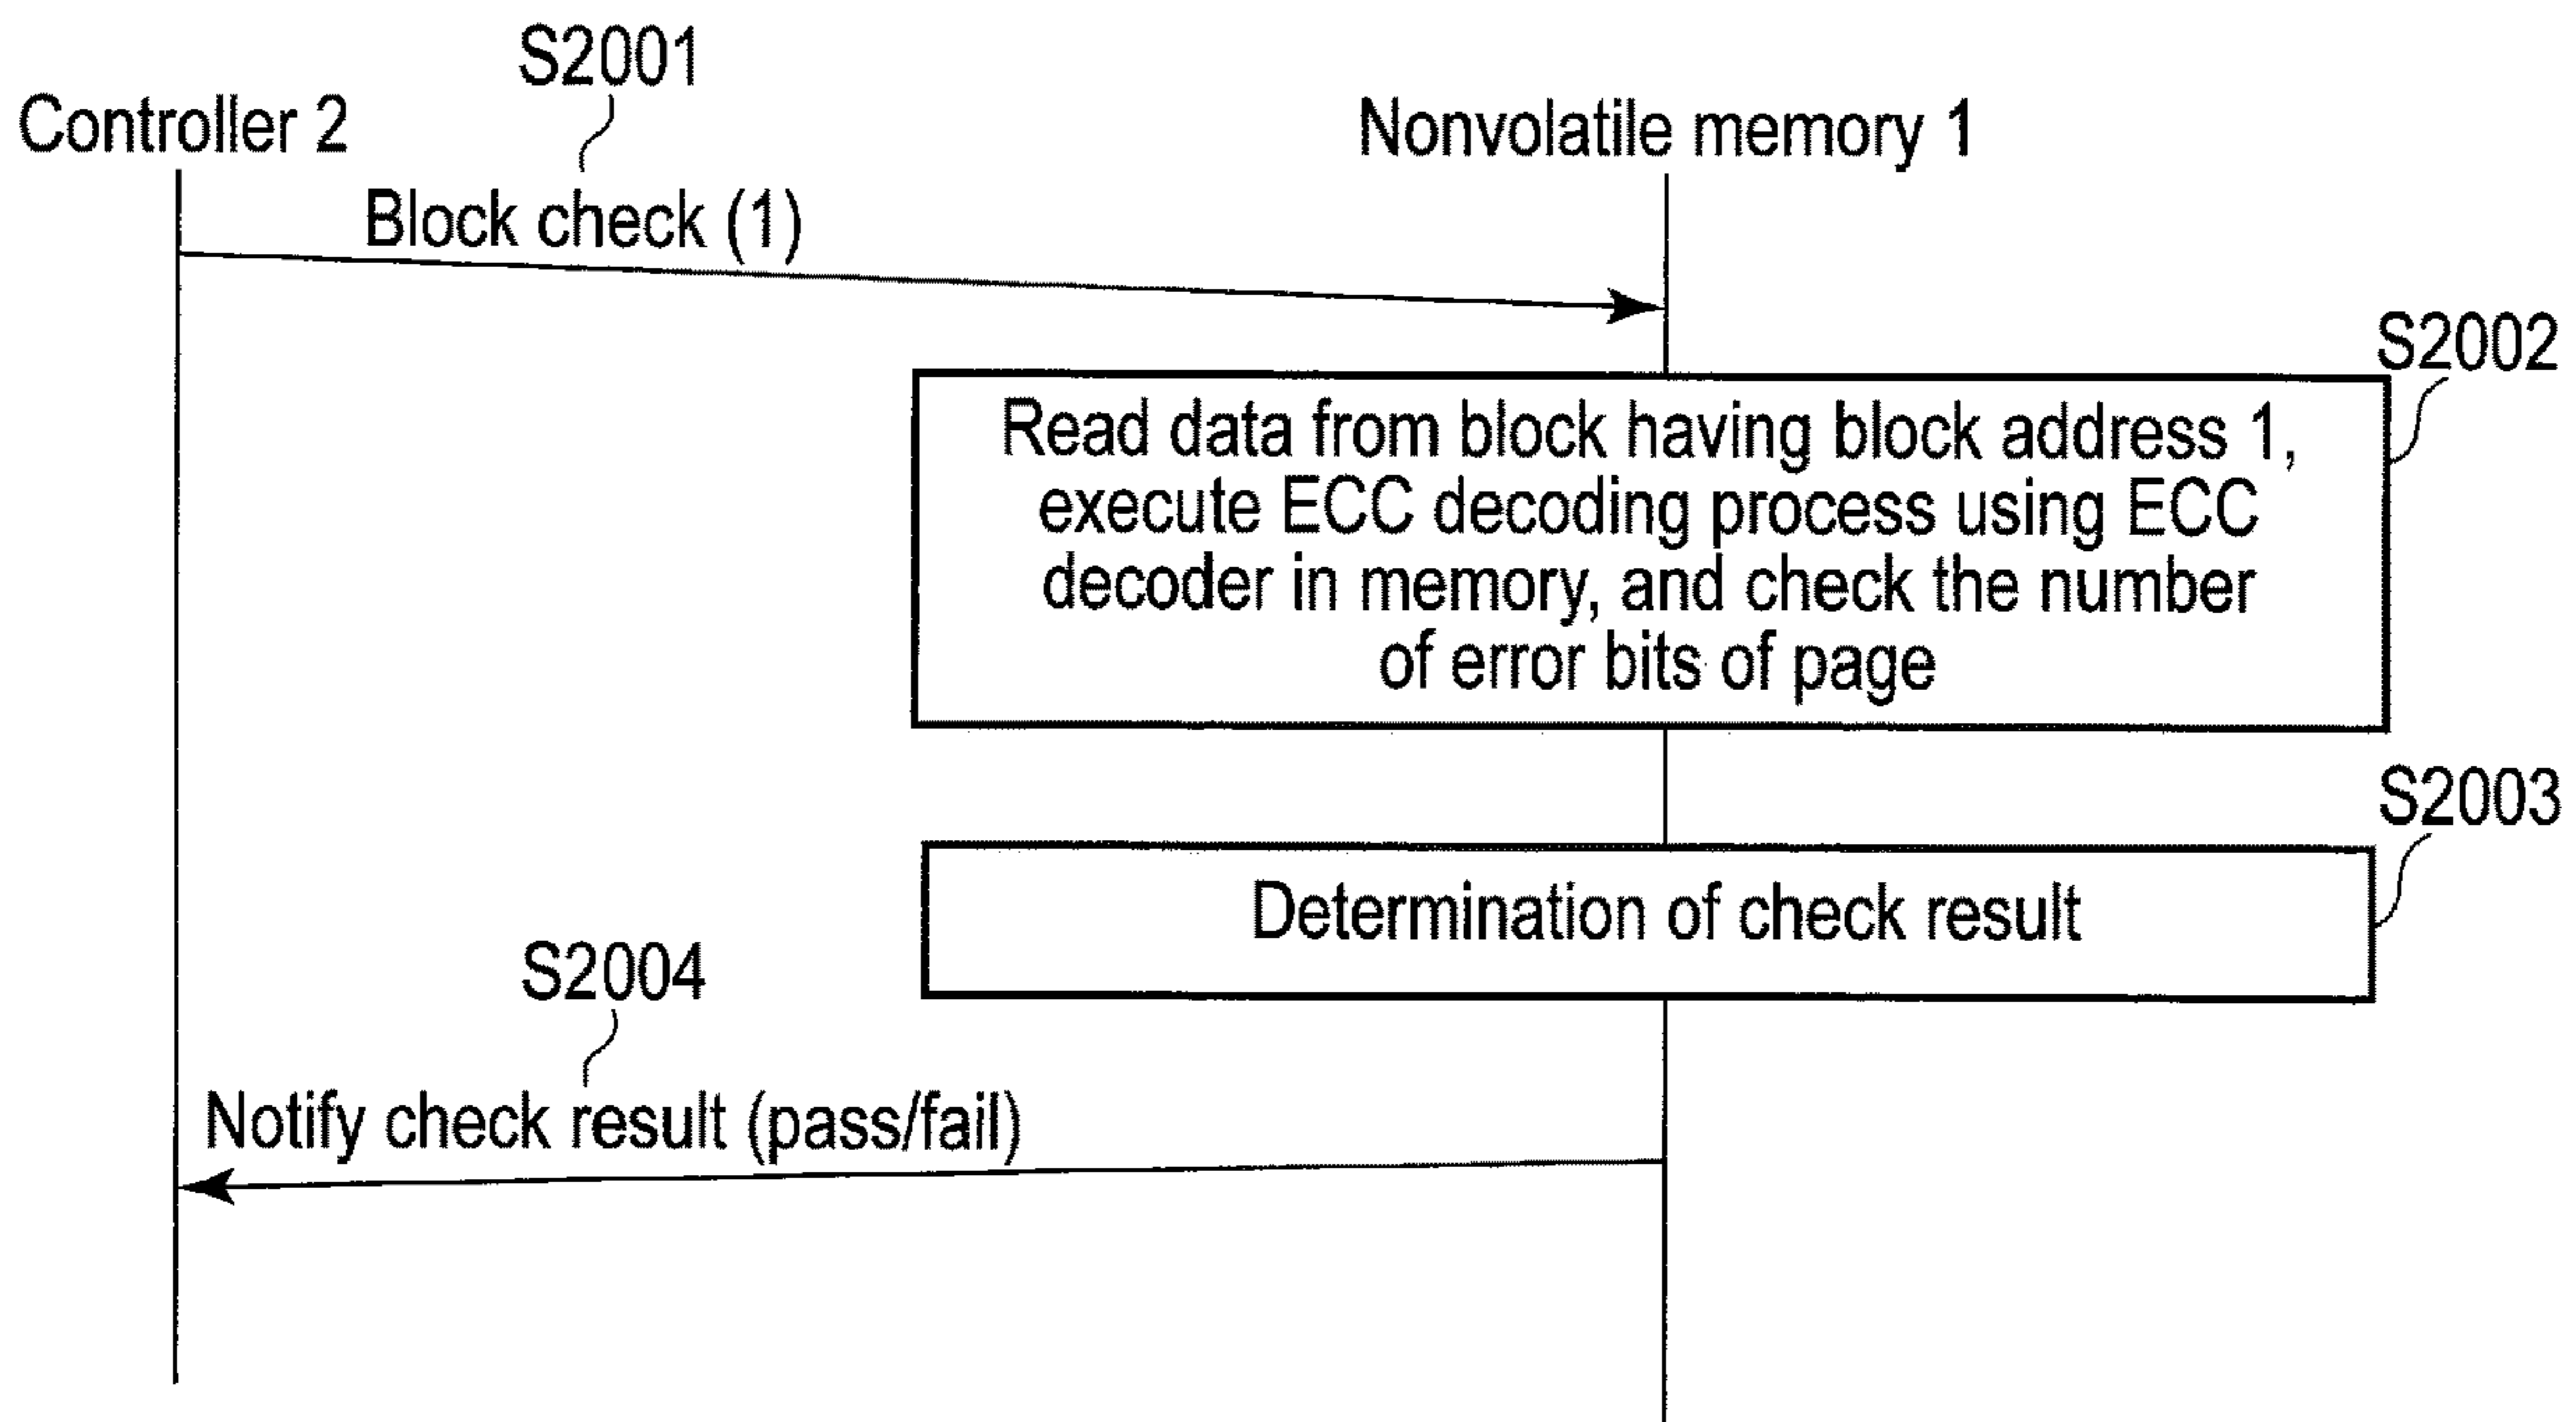 S2001
Controller 2
Nonvolatile memory 1
Block check (1)
S2002
Read data from block having block address 1,
execute ECC decoding process using ECC
decoder in memory, and check the number
of error bits of page
S2003
Determination of check result
S2004
Notify check result (pass/fail)